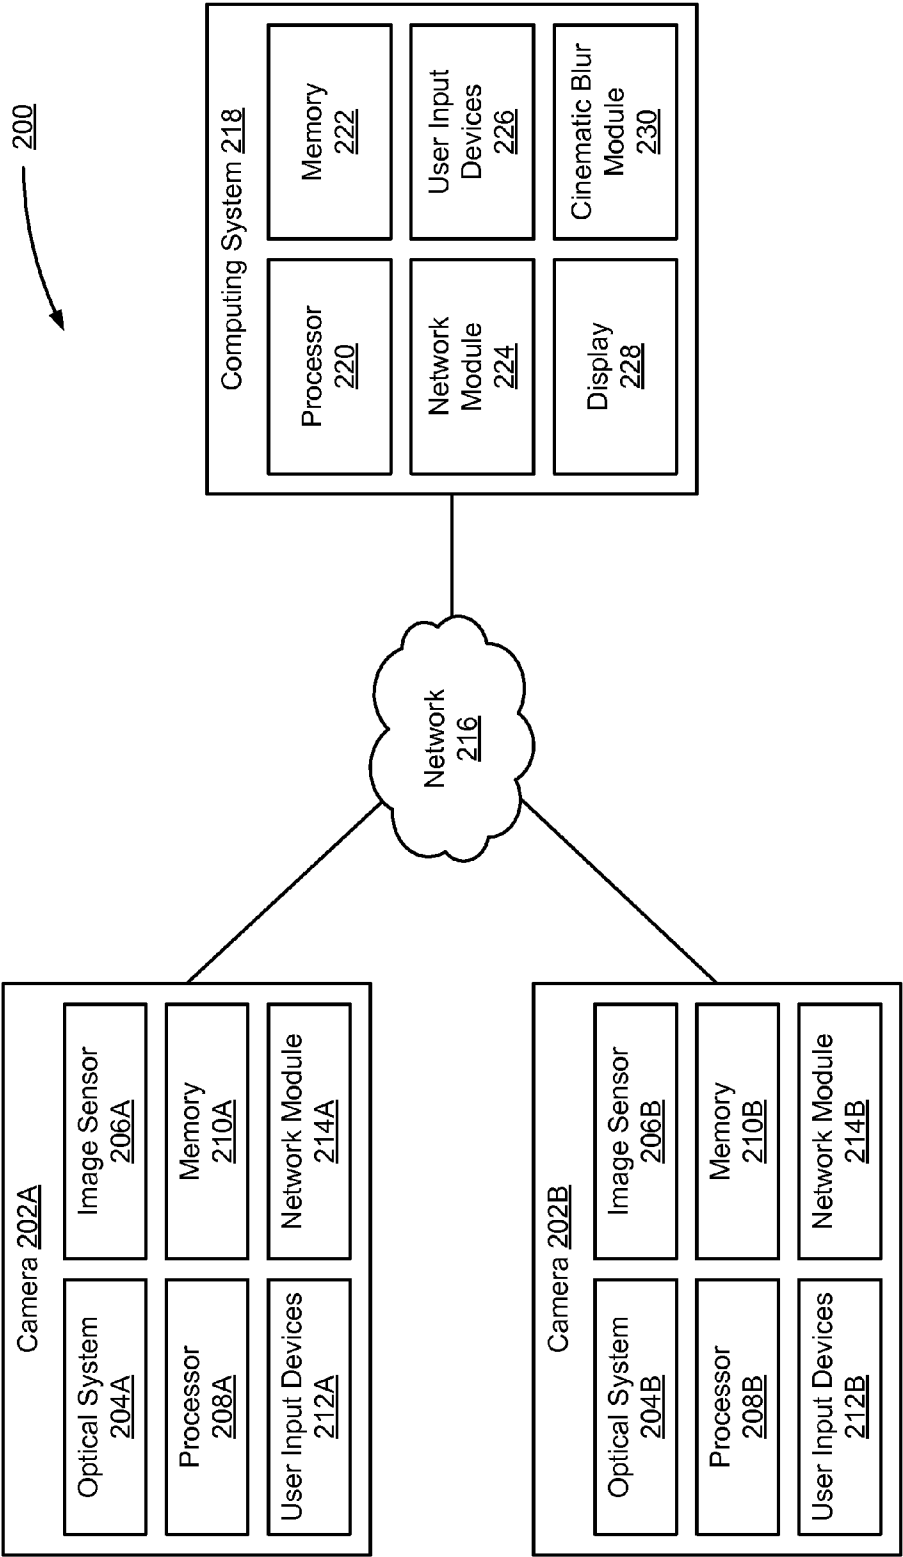 200
Camera 202A
Optical System
204A
Image Sensor
206A
Processor
208A
Memory
210A
User Input Devices
212A
Network Module
214A
Camera 202B
Optical System
204B
Image Sensor
206B
Processor
208B
Memory
210B
User Input Devices
212B
Network Module
214B
Network
216
Computing System 218
Processor
220
Memory
222
Network
Module
224
User Input
Devices
226
Display
228
Cinematic Blur
Module
230